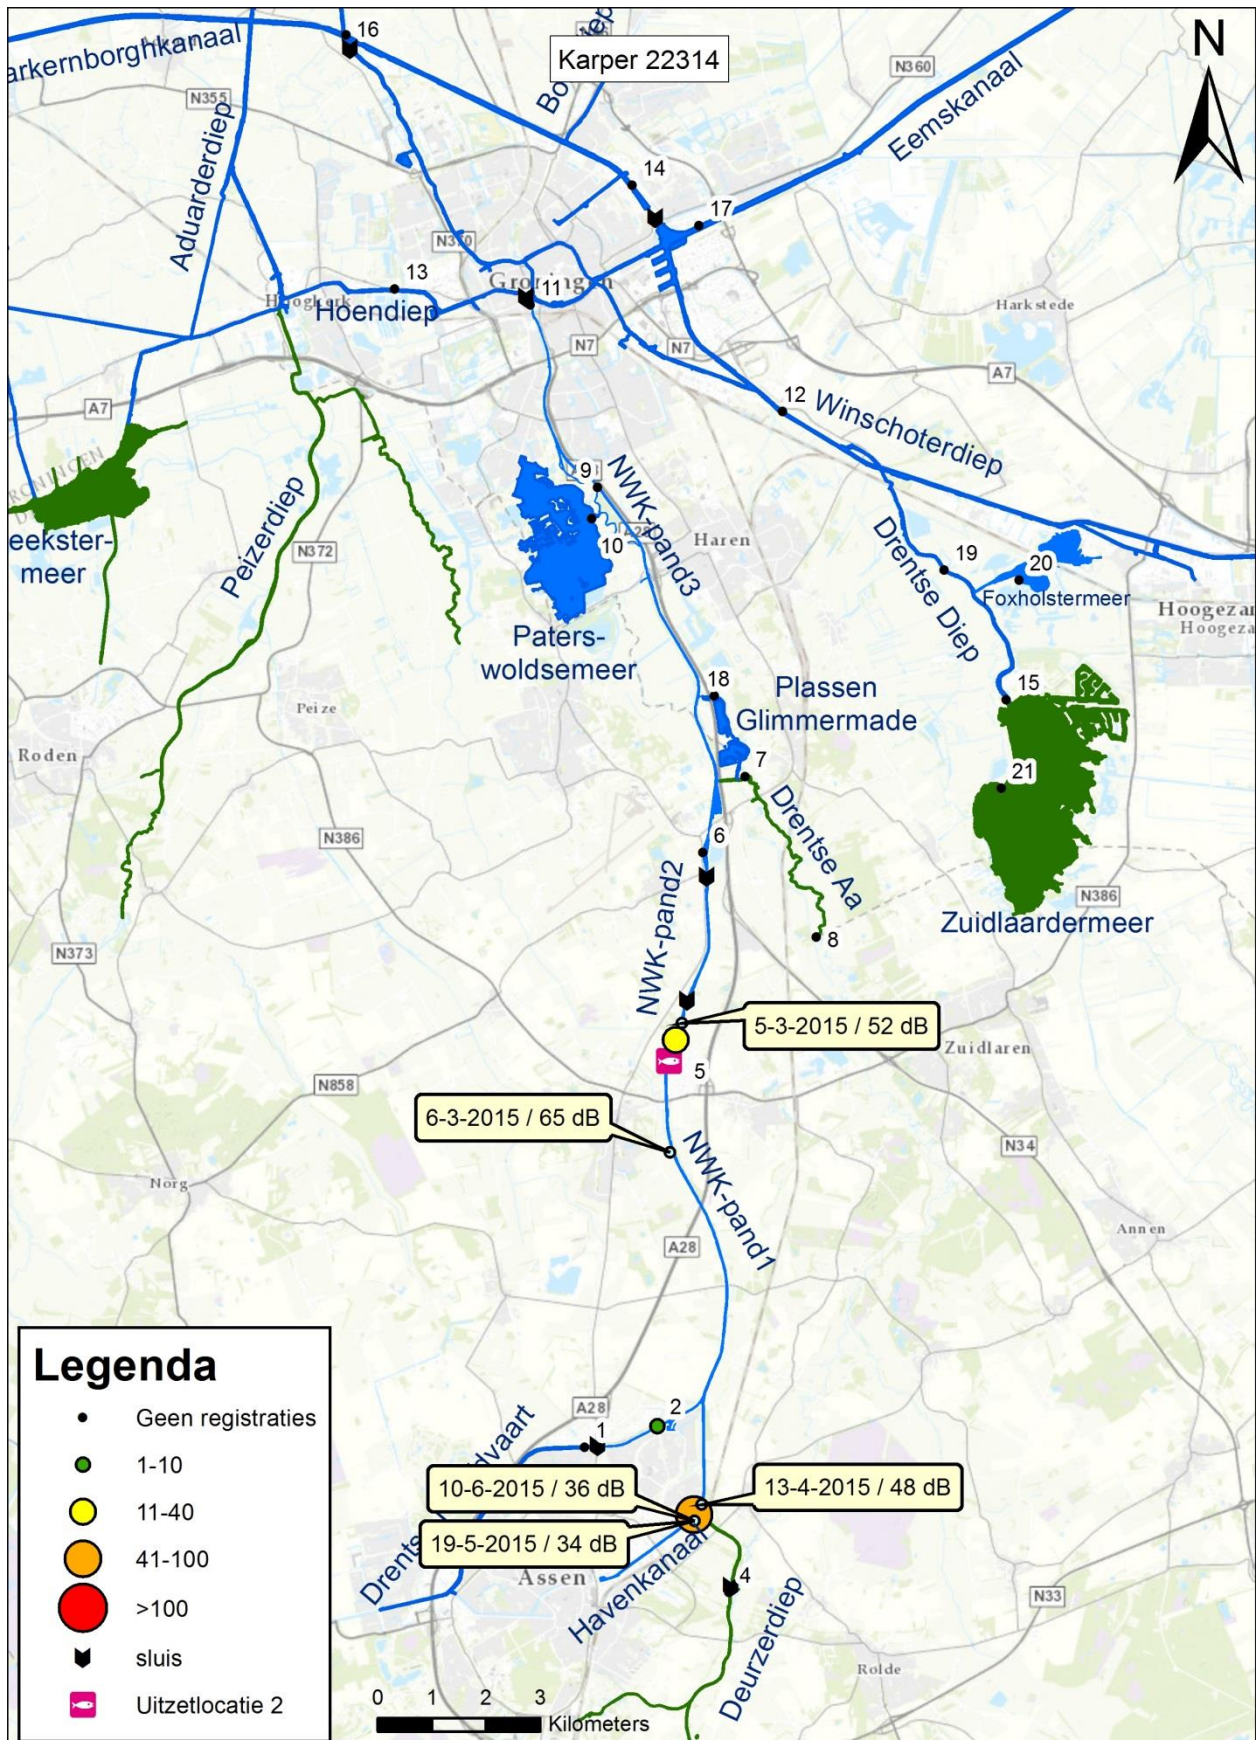 Karper 22314
N
16
arkernborghkanaal
N355
Aduarderdiep
N360
Eemskanaal
14
17
N370
13
11
Groningen
Hoogkerk
Hoendiep
Harkstede
N7
N7
A7
A7
12
Winschoterdiep
9
NWK-pand3
A28
10
Haren
Peizerdiep
N372
eekster-
meer
Drentse Diep
19
20
Foxholstermeer
Hoogezan
Hoogeza
Paters-
woldsemeer
18
Plassen
Glimmermade
15
Peize
Roden
7
21
Drentse Aa
6
N386
NWK-pand2
8
N386
Zuidlaardermeer
N373
5-3-2015 / 52 dB
Zuidlaren
5
N858
6-3-2015 / 65 dB
NWK-pand1
N34
Norg
Annen
A28
Legenda
Geen registraties
1-10
11-40
41-100
>100
sluis
Uitzetlocatie 2
A28
2
1
10-6-2015 / 36 dB
13-4-2015 / 48 dB
19-5-2015 / 34 dB
Assen
Havenkanaal
4
Deurzerdiep
N33
Rolde
0 1 2 3
Kilometers